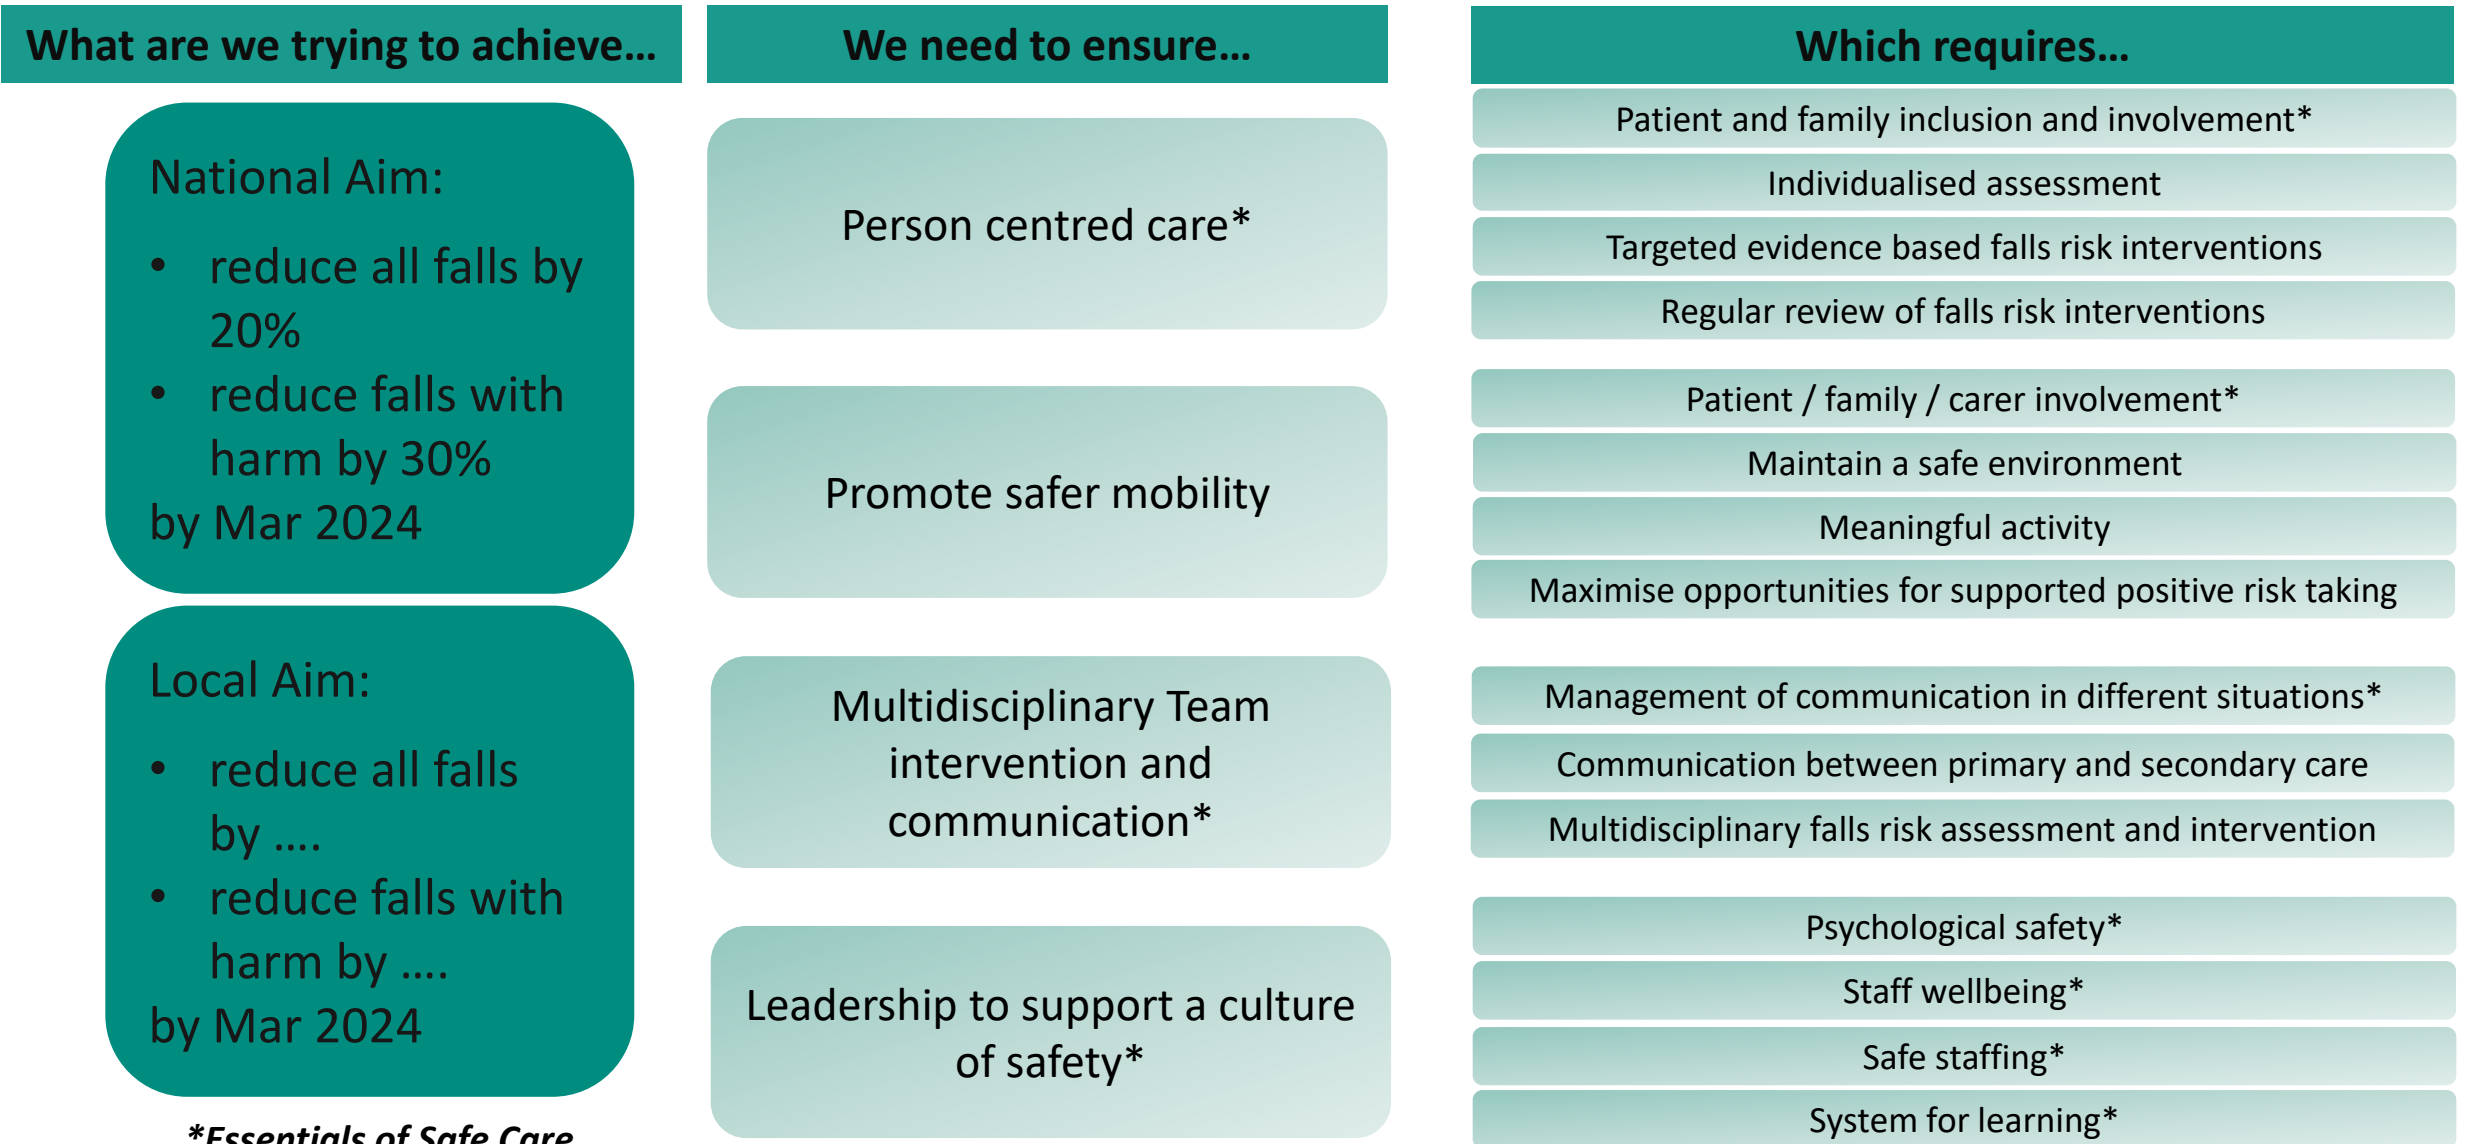 What are we trying to achieve…
We need to ensure…
Which requires…
National Aim:
• reduce all falls by
20%
• reduce falls with
harm by 30%
by Mar 2024
Local Aim:
• reduce all falls
by ….
• reduce falls with
harm by ….
by Mar 2024
*Essentials of Safe Care
Person centred care*
Promote safer mobility
Multidisciplinary Team
intervention and
communication*
Leadership to support a culture
of safety*
Patient and family inclusion and involvement*
Individualised assessment
Targeted evidence based falls risk interventions
Regular review of falls risk interventions
Patient / family / carer involvement*
Maintain a safe environment
Meaningful activity
Maximise opportunities for supported positive risk taking
Management of communication in different situations*
Communication between primary and secondary care
Multidisciplinary falls risk assessment and intervention
Psychological safety*
Staff wellbeing*
Safe staffing*
System for learning*